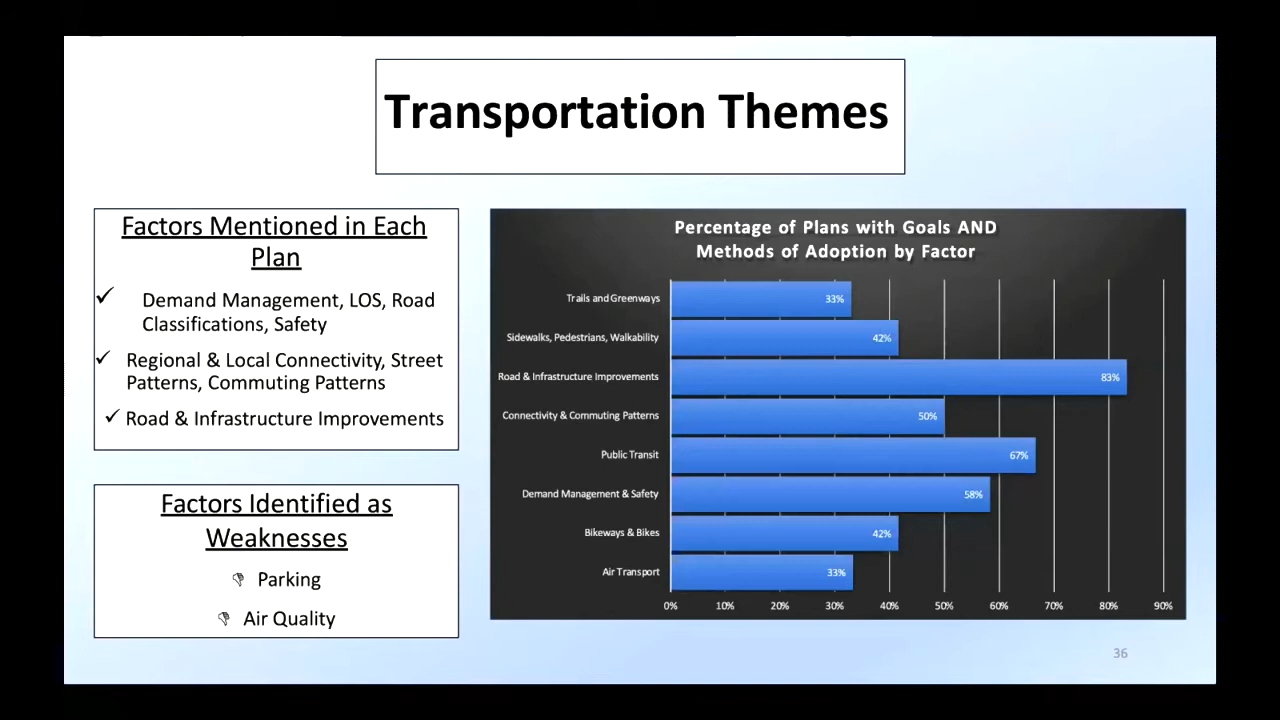 Transportation Themes
Factors Mentioned in Each
Plan
✓ Demand Management, LOS, Road
Classifications, Safety
✓ Regional & Local Connectivity, Street
Patterns, Commuting Patterns
✓ Road & Infrastructure Improvements
Factors Identified as
Weaknesses
👎 Parking
👎 Air Quality
Percentage of Plans with Goals AND
Methods of Adoption by Factor
Trails and Greenways 33%
Sidewalks, Pedestrians, Walkability 42%
Road & Infrastructure Improvements 83%
Connectivity & Commuting Patterns 50%
Public Transit 67%
Demand Management & Safety 58%
Bikeways & Bikes 42%
Air Transport 33%
0% 10% 20% 30% 40% 50% 60% 70% 80% 90%
36